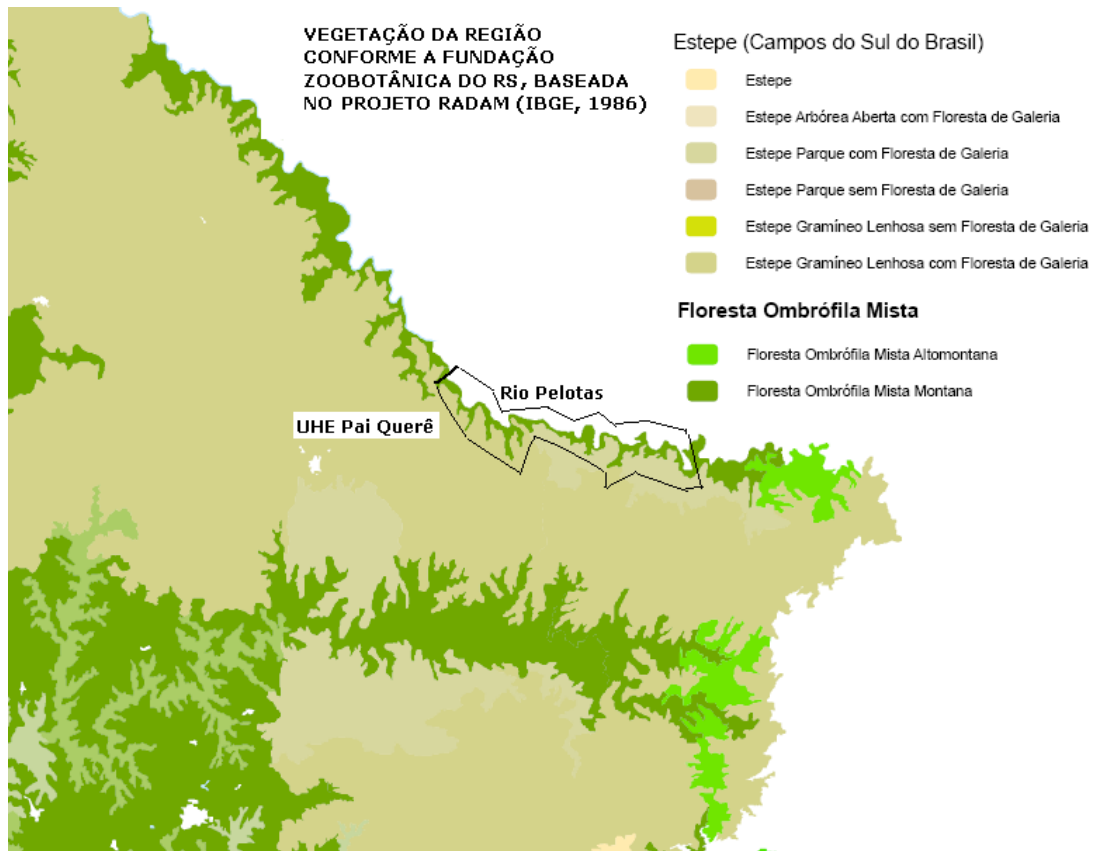 VEGETAÇÃO DA REGIÃO
CONFORME A FUNDAÇÃO
ZOOBOTÂNICA DO RS, BASEADA
NO PROJETO RADAM (IBGE, 1986)
Estepe (Campos do Sul do Brasil)
Estepe
Estepe Arbórea Aberta com Floresta de Galeria
Estepe Parque com Floresta de Galeria
Estepe Parque sem Floresta de Galeria
Estepe Gramíneo Lenhosa sem Floresta de Galeria
Estepe Gramíneo Lenhosa com Floresta de Galeria
Floresta Ombrófila Mista
Floresta Ombrófila Mista Altomontana
Floresta Ombrófila Mista Montana
Rio Pelotas
UHE Pai Querê